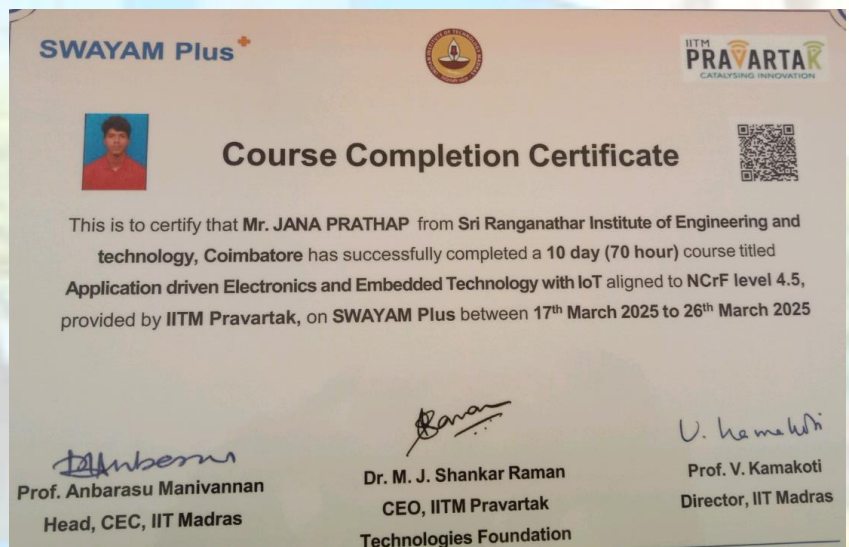 SWAYAM Plus+
IITM
PRAVARTAK
CATALYSING INNOVATION
Course Completion Certificate
This is to certify that Mr. JANA PRATHAP from Sri Ranganathar Institute of Engineering and
technology, Coimbatore has successfully completed a 10 day (70 hour) course titled
Application driven Electronics and Embedded Technology with IoT aligned to NCrF level 4.5,
provided by IITM Pravartak, on SWAYAM Plus between 17th March 2025 to 26th March 2025
V. Kamakoti
Prof. Anbarasu Manivannan
Head, CEC, IIT Madras
Dr. M. J. Shankar Raman
CEO, IITM Pravartak
Technologies Foundation
Prof. V. Kamakoti
Director, IIT Madras